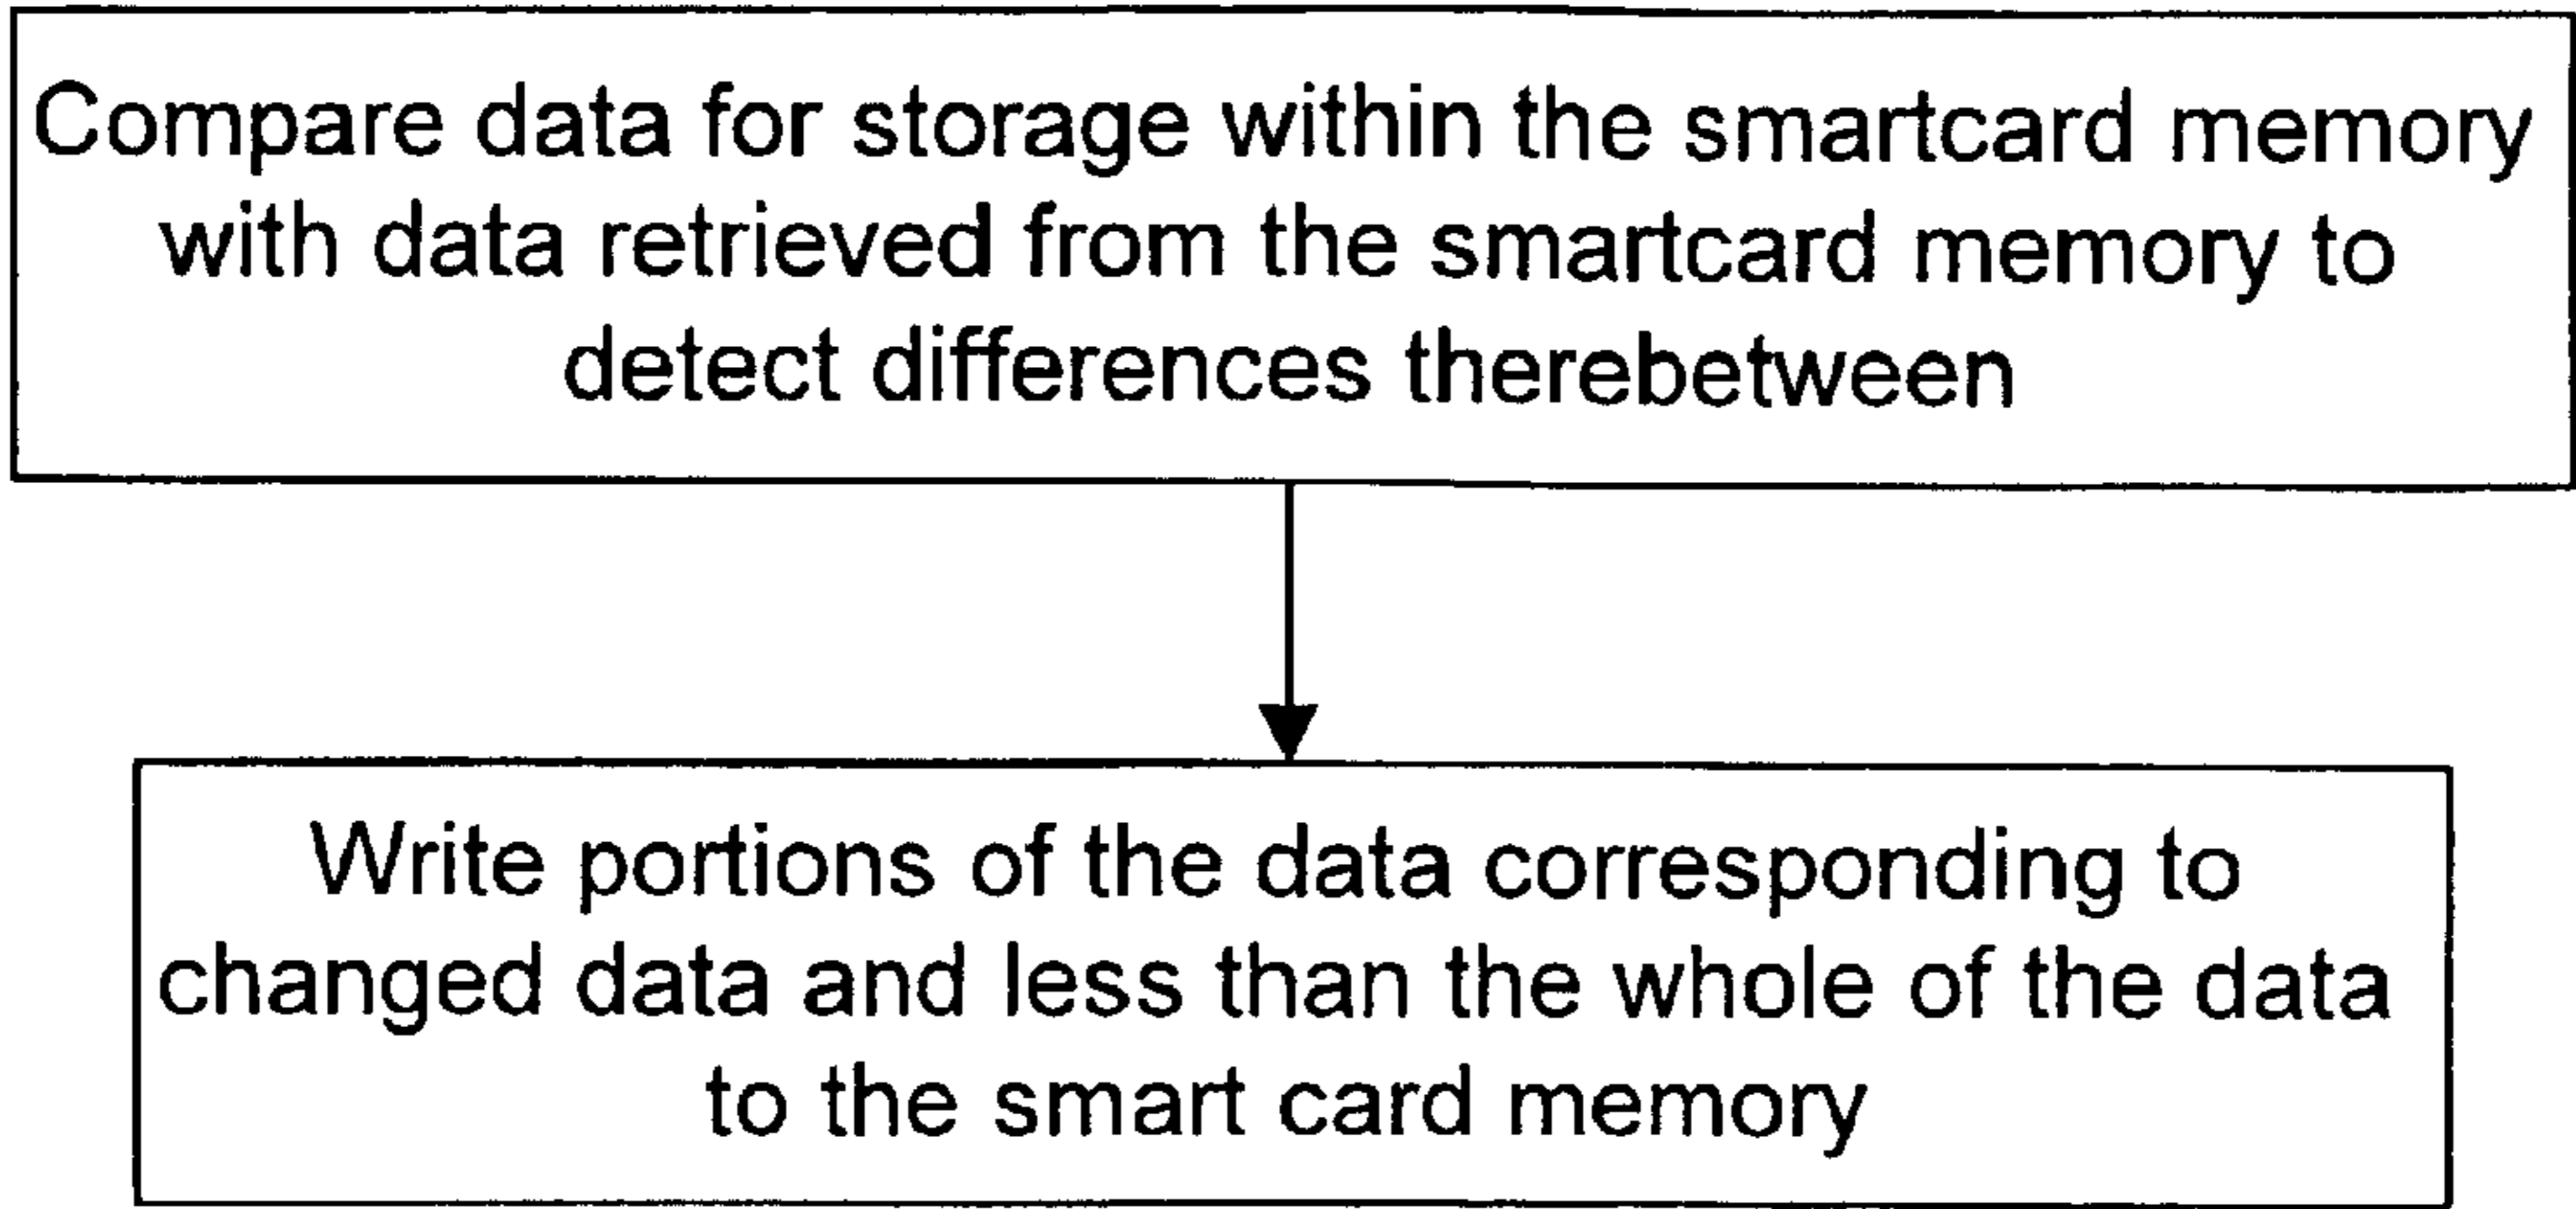 Compare data for storage within the smartcard memory
with data retrieved from the smartcard memory to
detect differences therebetween
Write portions of the data corresponding to
changed data and less than the whole of the data
to the smart card memory